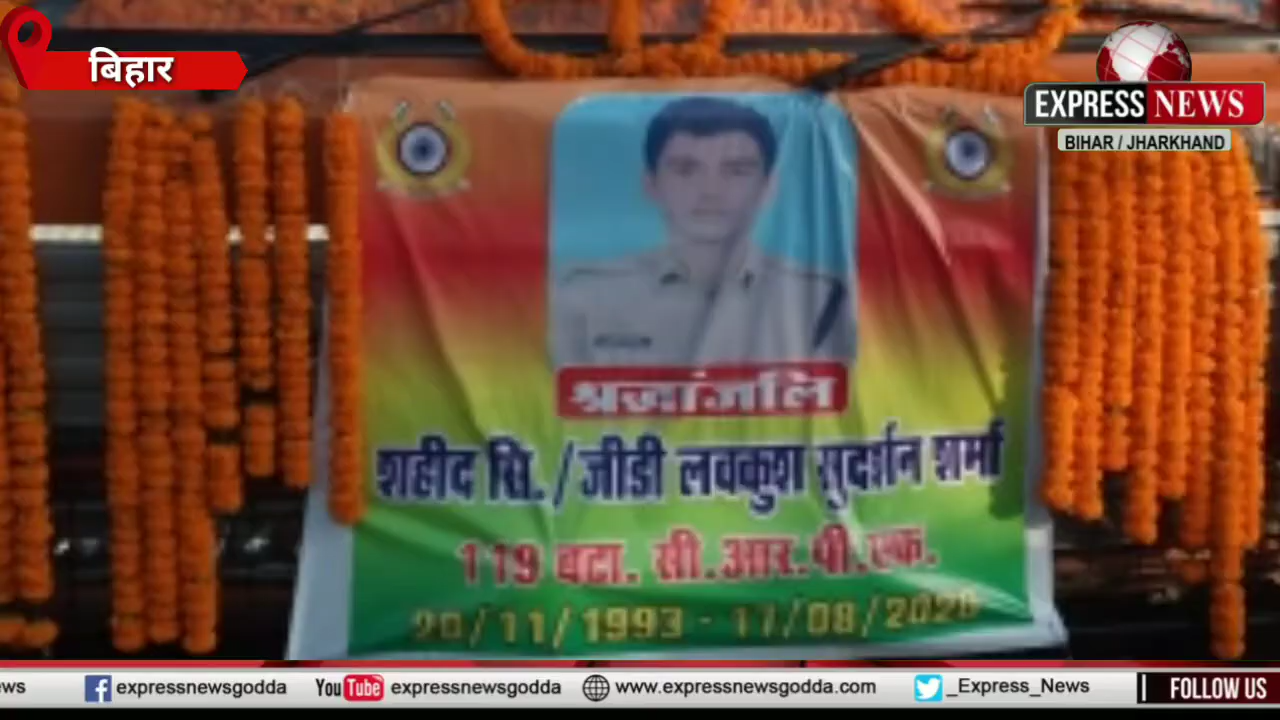 बिहार
EXPRESS NEWS
BIHAR / JHARKHAND
श्रद्धांजलि
शहीद सि./जीडी लवकुश सुदर्शन शर्मा
119 बटा. सी.आर.पी.एफ.
20/11/1993 - 17/08/2020
ws expressnewsgodda YouTube expressnewsgodda www.expressnewsgodda.com _Express_News FOLLOW US